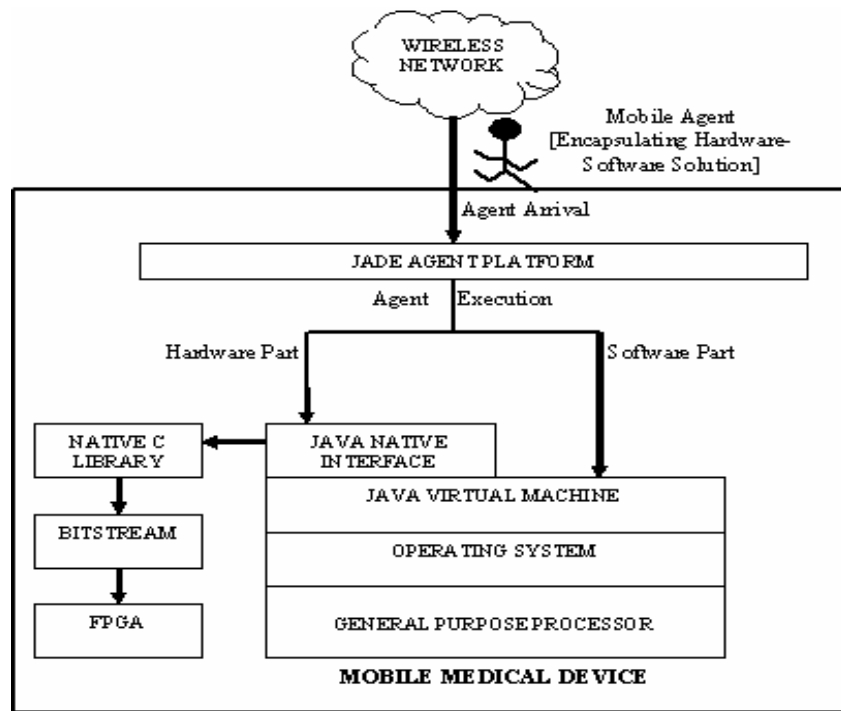 WIRELESS
NETWORK
Mobile Agent
[Encapsulating Hardware-
Software Solution]
Agent Arrival
JADE AGENT PLATFORM
Agent Execution
Hardware Part
Software Part
NATIVE C
LIBRARY
JAVA NATIVE
INTERFACE
JAVA VIRTUAL MACHINE
BITSTREAM
OPERATING SYSTEM
FPGA
GENERAL PURPOSE PROCESSOR
MOBILE MEDICAL DEVICE